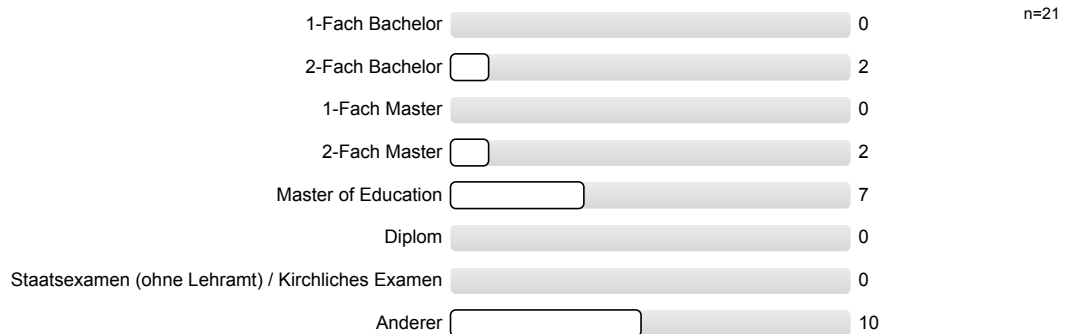 n=21
1-Fach Bachelor 0
2-Fach Bachelor 2
1-Fach Master 0
2-Fach Master 2
Master of Education 7
Diplom 0
Staatsexamen (ohne Lehramt) / Kirchliches Examen 0
Anderer 10